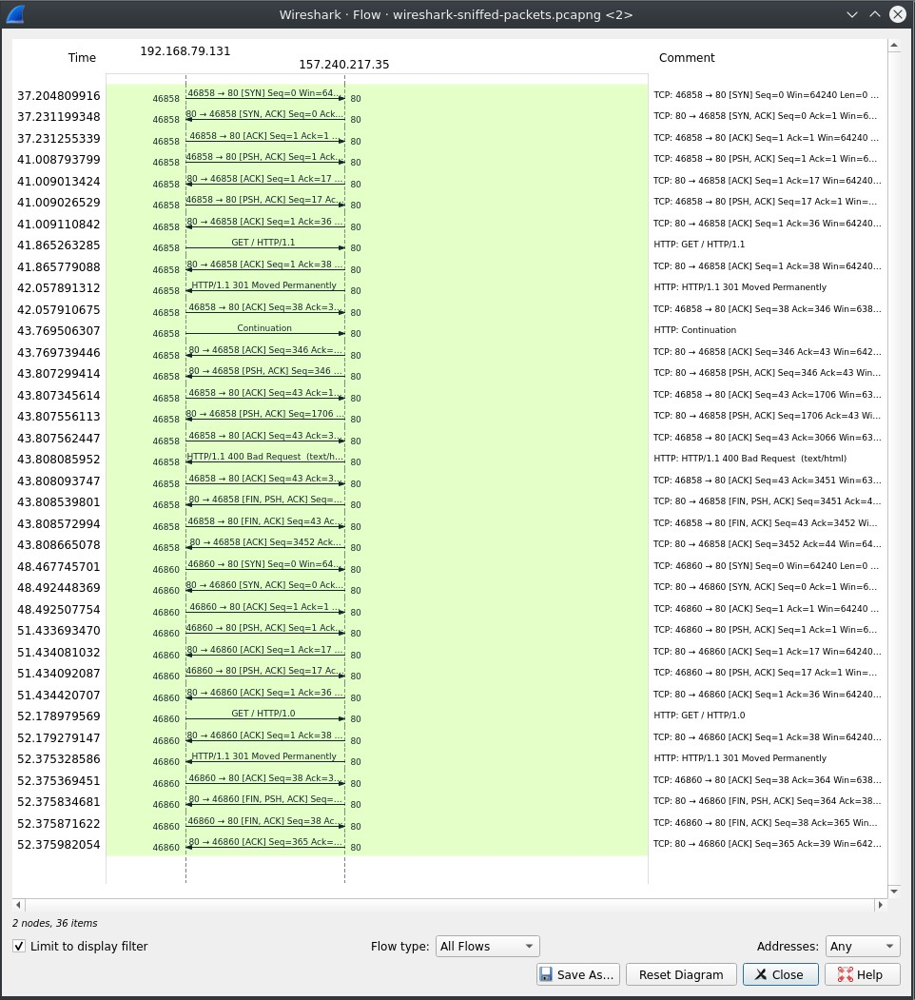 Wireshark · Flow · wireshark-sniffed-packets.pcapng <2>
192.168.79.131
Time
157.240.217.35
Comment
37.204809916 46858 46858 → 80 [SYN] Seq=0 Win=64… 80 TCP: 46858 → 80 [SYN] Seq=0 Win=64240 Len=0 …
37.231199348 46858 80 → 46858 [SYN, ACK] Seq=0 Ack… 80 TCP: 80 → 46858 [SYN, ACK] Seq=0 Ack=1 Win=6…
37.231255339 46858 46858 → 80 [ACK] Seq=1 Ack=1 … 80 TCP: 46858 → 80 [ACK] Seq=1 Ack=1 Win=64240 …
41.008793799 46858 46858 → 80 [PSH, ACK] Seq=1 Ack… 80 TCP: 46858 → 80 [PSH, ACK] Seq=1 Ack=1 Win=6…
41.009013424 46858 80 → 46858 [ACK] Seq=1 Ack=17 … 80 TCP: 80 → 46858 [ACK] Seq=1 Ack=17 Win=64240…
41.009026529 46858 46858 → 80 [PSH, ACK] Seq=17 Ac… 80 TCP: 46858 → 80 [PSH, ACK] Seq=17 Ack=1 Win=…
41.009110842 46858 80 → 46858 [ACK] Seq=1 Ack=36 … 80 TCP: 80 → 46858 [ACK] Seq=1 Ack=36 Win=64240…
41.865263285 46858 GET / HTTP/1.1 80 HTTP: GET / HTTP/1.1
41.865779088 46858 80 → 46858 [ACK] Seq=1 Ack=38 … 80 TCP: 80 → 46858 [ACK] Seq=1 Ack=38 Win=64240…
42.057891312 46858 HTTP/1.1 301 Moved Permanently 80 HTTP: HTTP/1.1 301 Moved Permanently
42.057910675 46858 46858 → 80 [ACK] Seq=38 Ack=3… 80 TCP: 46858 → 80 [ACK] Seq=38 Ack=346 Win=638…
43.769506307 46858 Continuation 80 HTTP: Continuation
43.769739446 46858 80 → 46858 [ACK] Seq=346 Ack=… 80 TCP: 80 → 46858 [ACK] Seq=346 Ack=43 Win=642…
43.807299414 46858 80 → 46858 [PSH, ACK] Seq=346 … 80 TCP: 80 → 46858 [PSH, ACK] Seq=346 Ack=43 Win…
43.807345614 46858 46858 → 80 [ACK] Seq=43 Ack=1… 80 TCP: 46858 → 80 [ACK] Seq=43 Ack=1706 Win=63…
43.807556113 46858 80 → 46858 [PSH, ACK] Seq=1706 … 80 TCP: 80 → 46858 [PSH, ACK] Seq=1706 Ack=43 Wi…
43.807562447 46858 46858 → 80 [ACK] Seq=43 Ack=3… 80 TCP: 46858 → 80 [ACK] Seq=43 Ack=3066 Win=63…
43.808085952 46858 HTTP/1.1 400 Bad Request (text/h… 80 HTTP: HTTP/1.1 400 Bad Request (text/html)
43.808093747 46858 46858 → 80 [ACK] Seq=43 Ack=3… 80 TCP: 46858 → 80 [ACK] Seq=43 Ack=3451 Win=63…
43.808539801 46858 80 → 46858 [FIN, PSH, ACK] Seq=… 80 TCP: 80 → 46858 [FIN, PSH, ACK] Seq=3451 Ack=4…
43.808572994 46858 46858 → 80 [FIN, ACK] Seq=43 Ac… 80 TCP: 46858 → 80 [FIN, ACK] Seq=43 Ack=3452 Wi…
43.808665078 46858 80 → 46858 [ACK] Seq=3452 Ack… 80 TCP: 80 → 46858 [ACK] Seq=3452 Ack=44 Win=64…
48.467745701 46860 46860 → 80 [SYN] Seq=0 Win=64… 80 TCP: 46860 → 80 [SYN] Seq=0 Win=64240 Len=0 …
48.492448369 46860 80 → 46860 [SYN, ACK] Seq=0 Ack… 80 TCP: 80 → 46860 [SYN, ACK] Seq=0 Ack=1 Win=6…
48.492507754 46860 46860 → 80 [ACK] Seq=1 Ack=1 … 80 TCP: 46860 → 80 [ACK] Seq=1 Ack=1 Win=64240 …
51.433693470 46860 46860 → 80 [PSH, ACK] Seq=1 Ack… 80 TCP: 46860 → 80 [PSH, ACK] Seq=1 Ack=1 Win=6…
51.434081032 46860 80 → 46860 [ACK] Seq=1 Ack=17 … 80 TCP: 80 → 46860 [ACK] Seq=1 Ack=17 Win=64240…
51.434092087 46860 46860 → 80 [PSH, ACK] Seq=17 Ac… 80 TCP: 46860 → 80 [PSH, ACK] Seq=17 Ack=1 Win=…
51.434420707 46860 80 → 46860 [ACK] Seq=1 Ack=36 … 80 TCP: 80 → 46860 [ACK] Seq=1 Ack=36 Win=64240…
52.178979569 46860 GET / HTTP/1.0 80 HTTP: GET / HTTP/1.0
52.179279147 46860 80 → 46860 [ACK] Seq=1 Ack=38 … 80 TCP: 80 → 46860 [ACK] Seq=1 Ack=38 Win=64240…
52.375328586 46860 HTTP/1.1 301 Moved Permanently 80 HTTP: HTTP/1.1 301 Moved Permanently
52.375369451 46860 46860 → 80 [ACK] Seq=38 Ack=3… 80 TCP: 46860 → 80 [ACK] Seq=38 Ack=364 Win=638…
52.375834681 46860 80 → 46860 [FIN, PSH, ACK] Seq=… 80 TCP: 80 → 46860 [FIN, PSH, ACK] Seq=364 Ack=38…
52.375871622 46860 46860 → 80 [FIN, ACK] Seq=38 Ac… 80 TCP: 46860 → 80 [FIN, ACK] Seq=38 Ack=365 Win…
52.375982054 46860 80 → 46860 [ACK] Seq=365 Ack=… 80 TCP: 80 → 46860 [ACK] Seq=365 Ack=39 Win=642…
2 nodes, 36 items
Limit to display filter Flow type: All Flows Addresses: Any
Save As… Reset Diagram Close Help